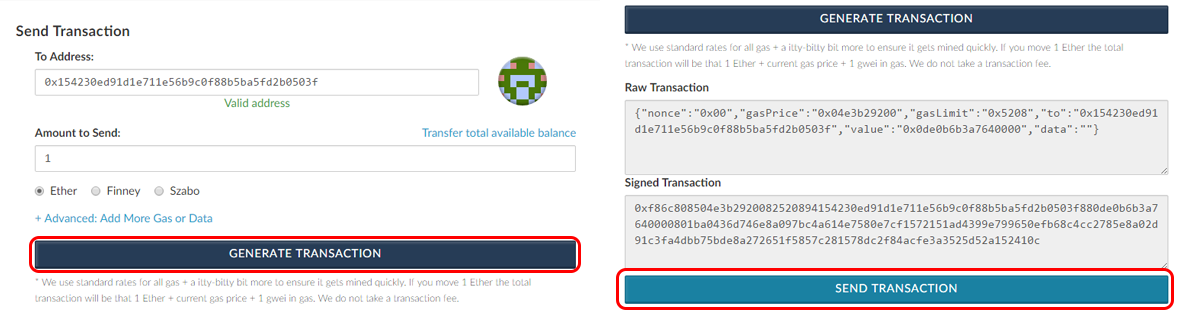 Send Transaction
To Address:
0x154230ed91d1e711e56b9c0f88b5ba5fd2b0503f
Valid address
Amount to Send:
Transfer total available balance
1
Ether
Finney
Szabo
+ Advanced: Add More Gas or Data
GENERATE TRANSACTION
* We use standard rates for all gas + a itty-bitty bit more to ensure it gets mined quickly. If you move 1 Ether the total
transaction will be that 1 Ether + current gas price + 1 gwei in gas. We do not take a transaction fee.
GENERATE TRANSACTION
* We use standard rates for all gas + a itty-bitty bit more to ensure it gets mined quickly. If you move 1 Ether the total
transaction will be that 1 Ether + current gas price + 1 gwei in gas. We do not take a transaction fee.
Raw Transaction
{"nonce":"0x00","gasPrice":"0x04e3b29200","gasLimit":"0x5208","to":"0x154230ed91
d1e711e56b9c0f88b5ba5fd2b0503f","value":"0x0de0b6b3a7640000","data":""}
Signed Transaction
0xf86c808504e3b2920082520894154230ed91d1e711e56b9c0f88b5ba5fd2b0503f880de0b6b3a7
640000801ba0436d746e8a097bc4a614e7580e7cf1572151ad4399e799650efb68c4cc2785e8a02d
91c3fa4dbb75bde8a272651f5857c281578dc2f84acfe3a3525d52a152410c
SEND TRANSACTION